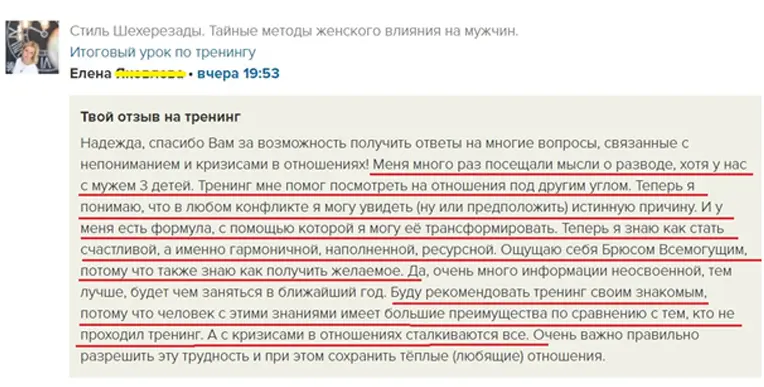 Стиль Шехерезады. Тайные методы женского влияния на мужчин.
Итоговый урок по тренингу
Елена • вчера 19:53
Твой отзыв на тренинг
Надежда, спасибо Вам за возможность получить ответы на многие вопросы, связанные с
непониманием и кризисами в отношениях! Меня много раз посещали мысли о разводе, хотя у нас
с мужем 3 детей. Тренинг мне помог посмотреть на отношения под другим углом. Теперь я
понимаю, что в любом конфликте я могу увидеть (ну или предположить) истинную причину. И у
меня есть формула, с помощью которой я могу её трансформировать. Теперь я знаю как стать
счастливой, а именно гармоничной, наполненной, ресурсной. Ощущаю себя Брюсом Всемогущим,
потому что также знаю как получить желаемое. Да, очень много информации неосвоенной, тем
лучше, будет чем заняться в ближайший год. Буду рекомендовать тренинг своим знакомым,
потому что человек с этими знаниями имеет большие преимущества по сравнению с тем, кто не
проходил тренинг. А с кризисами в отношениях сталкиваются все. Очень важно правильно
разрешить эту трудность и при этом сохранить тёплые (любящие) отношения.